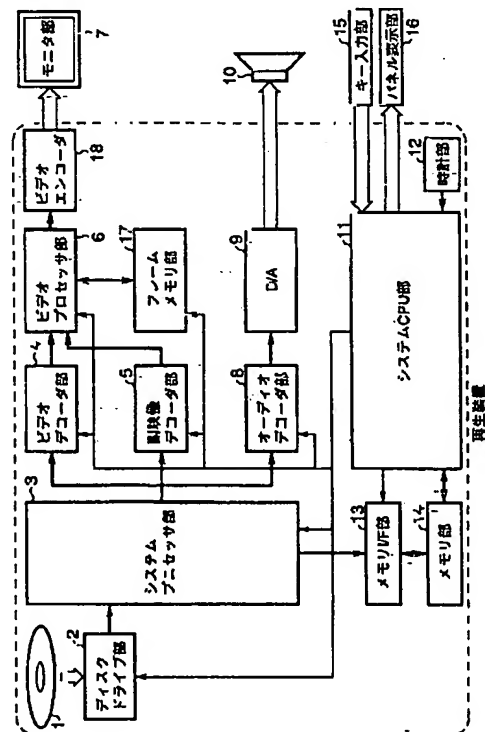 1
ディスク
ドライブ部
2
システム
プニセッサ部
3
ビデオ
デコーダ部
4
副映像
デコーダ部
5
オーディオ
デコーダ部
8
ビデオ
プロセッサ部
6
フレーム
メモリ部
17
D/A
9
ビデオ
エンコーダ
18
モニタ部
7
10
メモリI/F部
13
メモリ部
14
システムCPU部
11
時計部
12
キー入力部
15
パネル表示部
16
再生装置